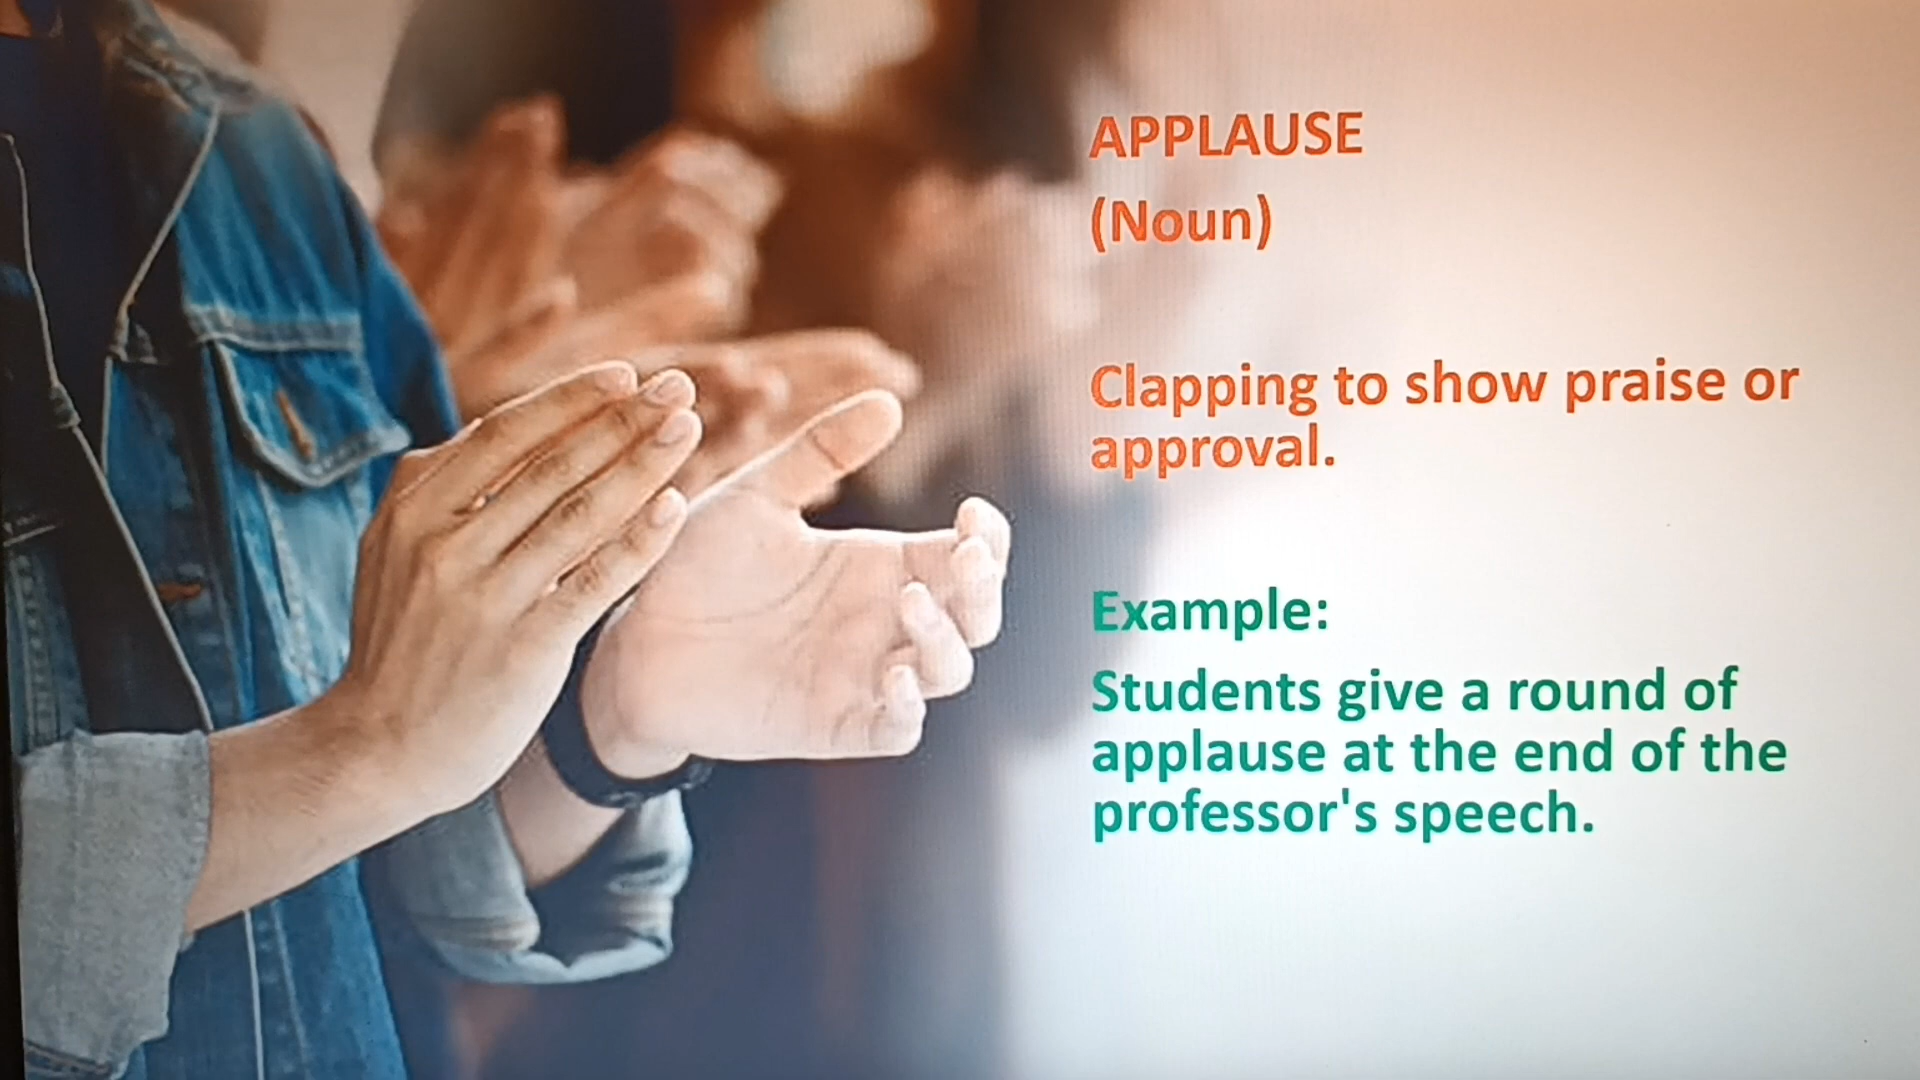 APPLAUSE
(Noun)
Clapping to show praise or
approval.
Example:
Students give a round of
applause at the end of the
professor's speech.